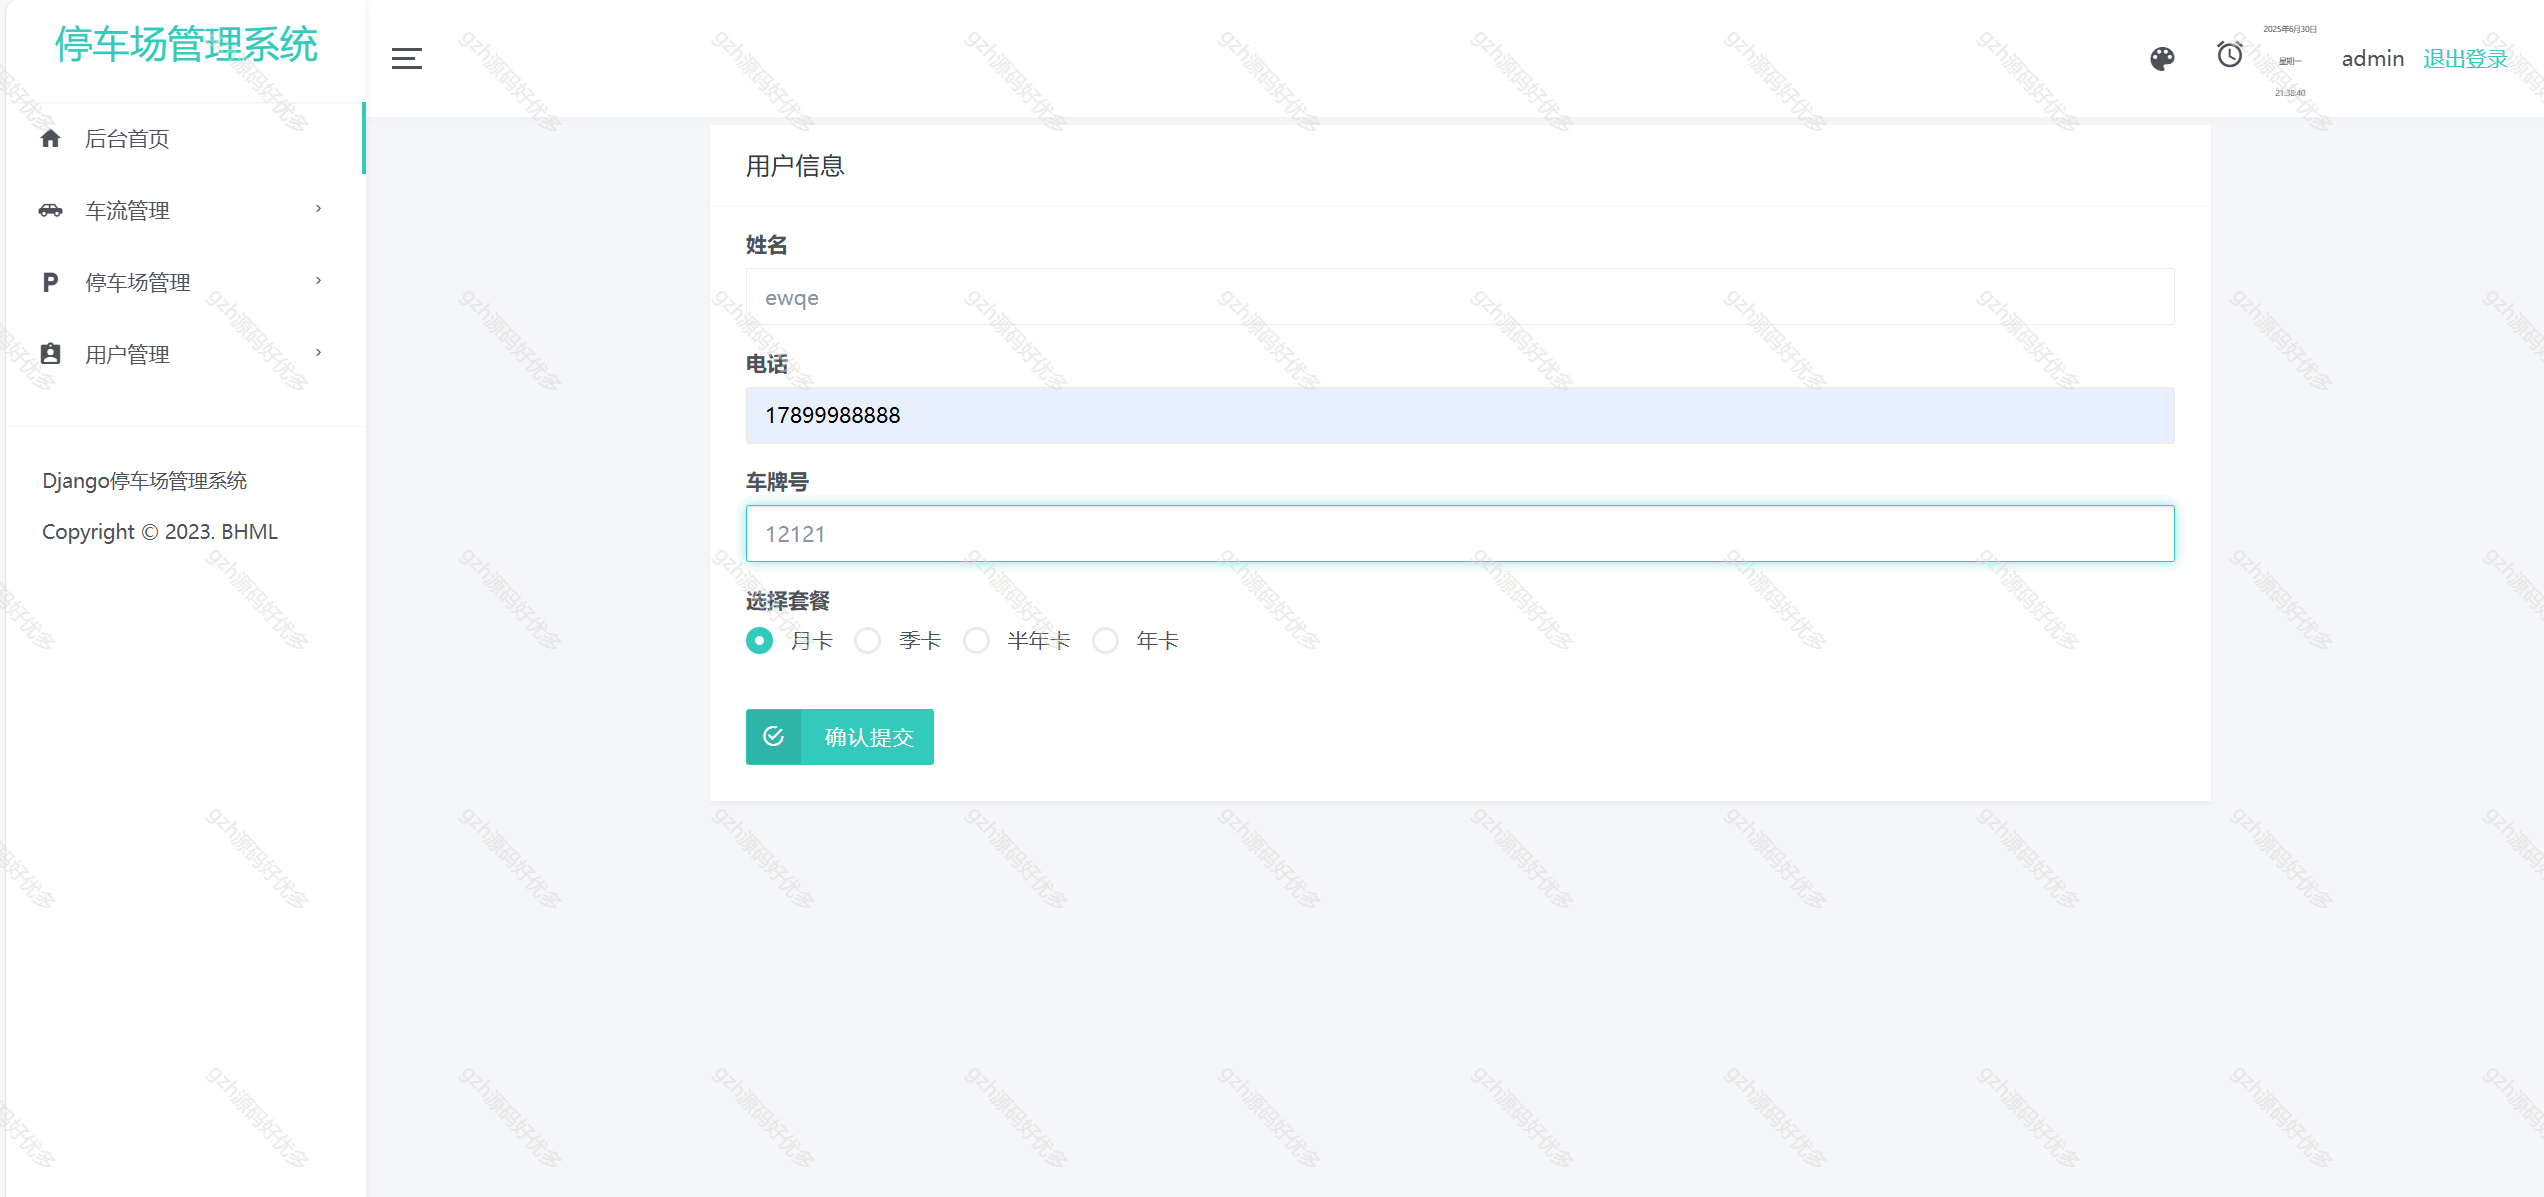 停车场管理系统
2025年6月30日
星期一
21:38:40
admin
退出登录
后台首页
车流管理
停车场管理
用户管理
Django停车场管理系统
Copyright © 2023. BHML
用户信息
姓名
ewqe
电话
17899988888
车牌号
12121
选择套餐
月卡 季卡 半年卡 年卡
确认提交
gzh源码好优多